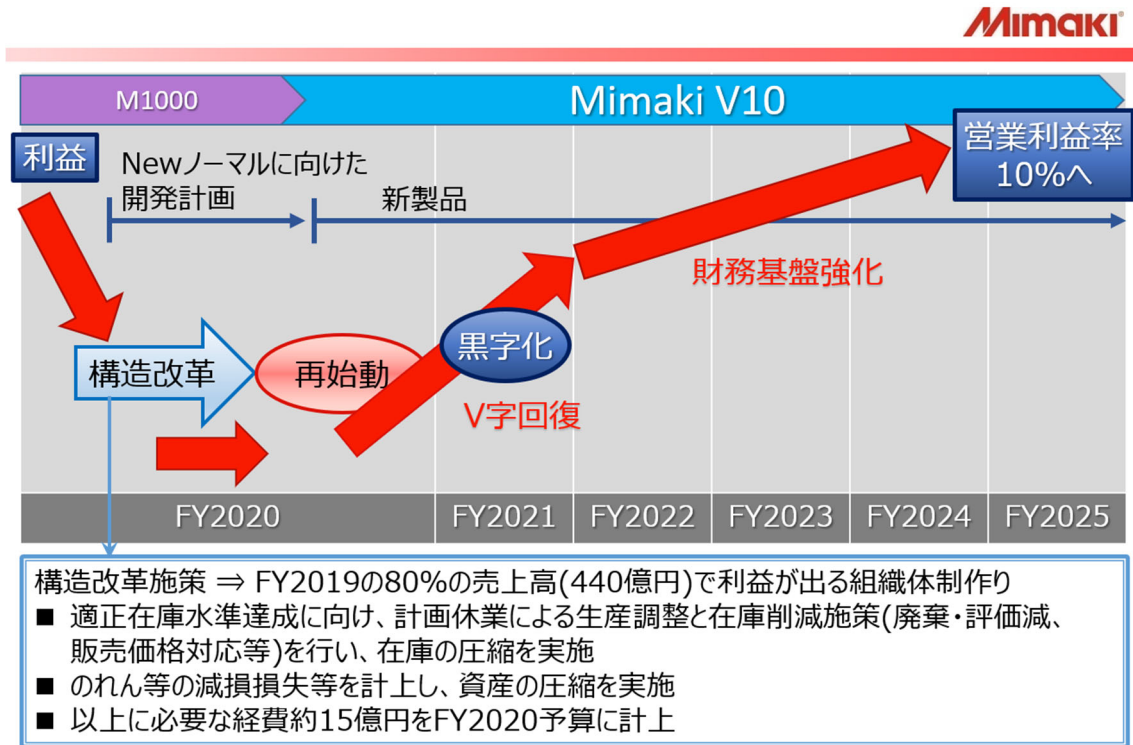 Mimaki
M1000
Mimaki V10
利益
Newノーマルに向けた
開発計画
新製品
営業利益率
10%へ
財務基盤強化
構造改革
再始動
黒字化
V字回復
FY2020
FY2021
FY2022
FY2023
FY2024
FY2025
構造改革施策 ⇒ FY2019の80%の売上高(440億円)で利益が出る組織体制作り
■ 適正在庫水準達成に向け、計画休業による生産調整と在庫削減施策(廃棄・評価減、
販売価格対応等)を行い、在庫の圧縮を実施
■ のれん等の減損損失等を計上し、資産の圧縮を実施
■ 以上に必要な経費約15億円をFY2020予算に計上